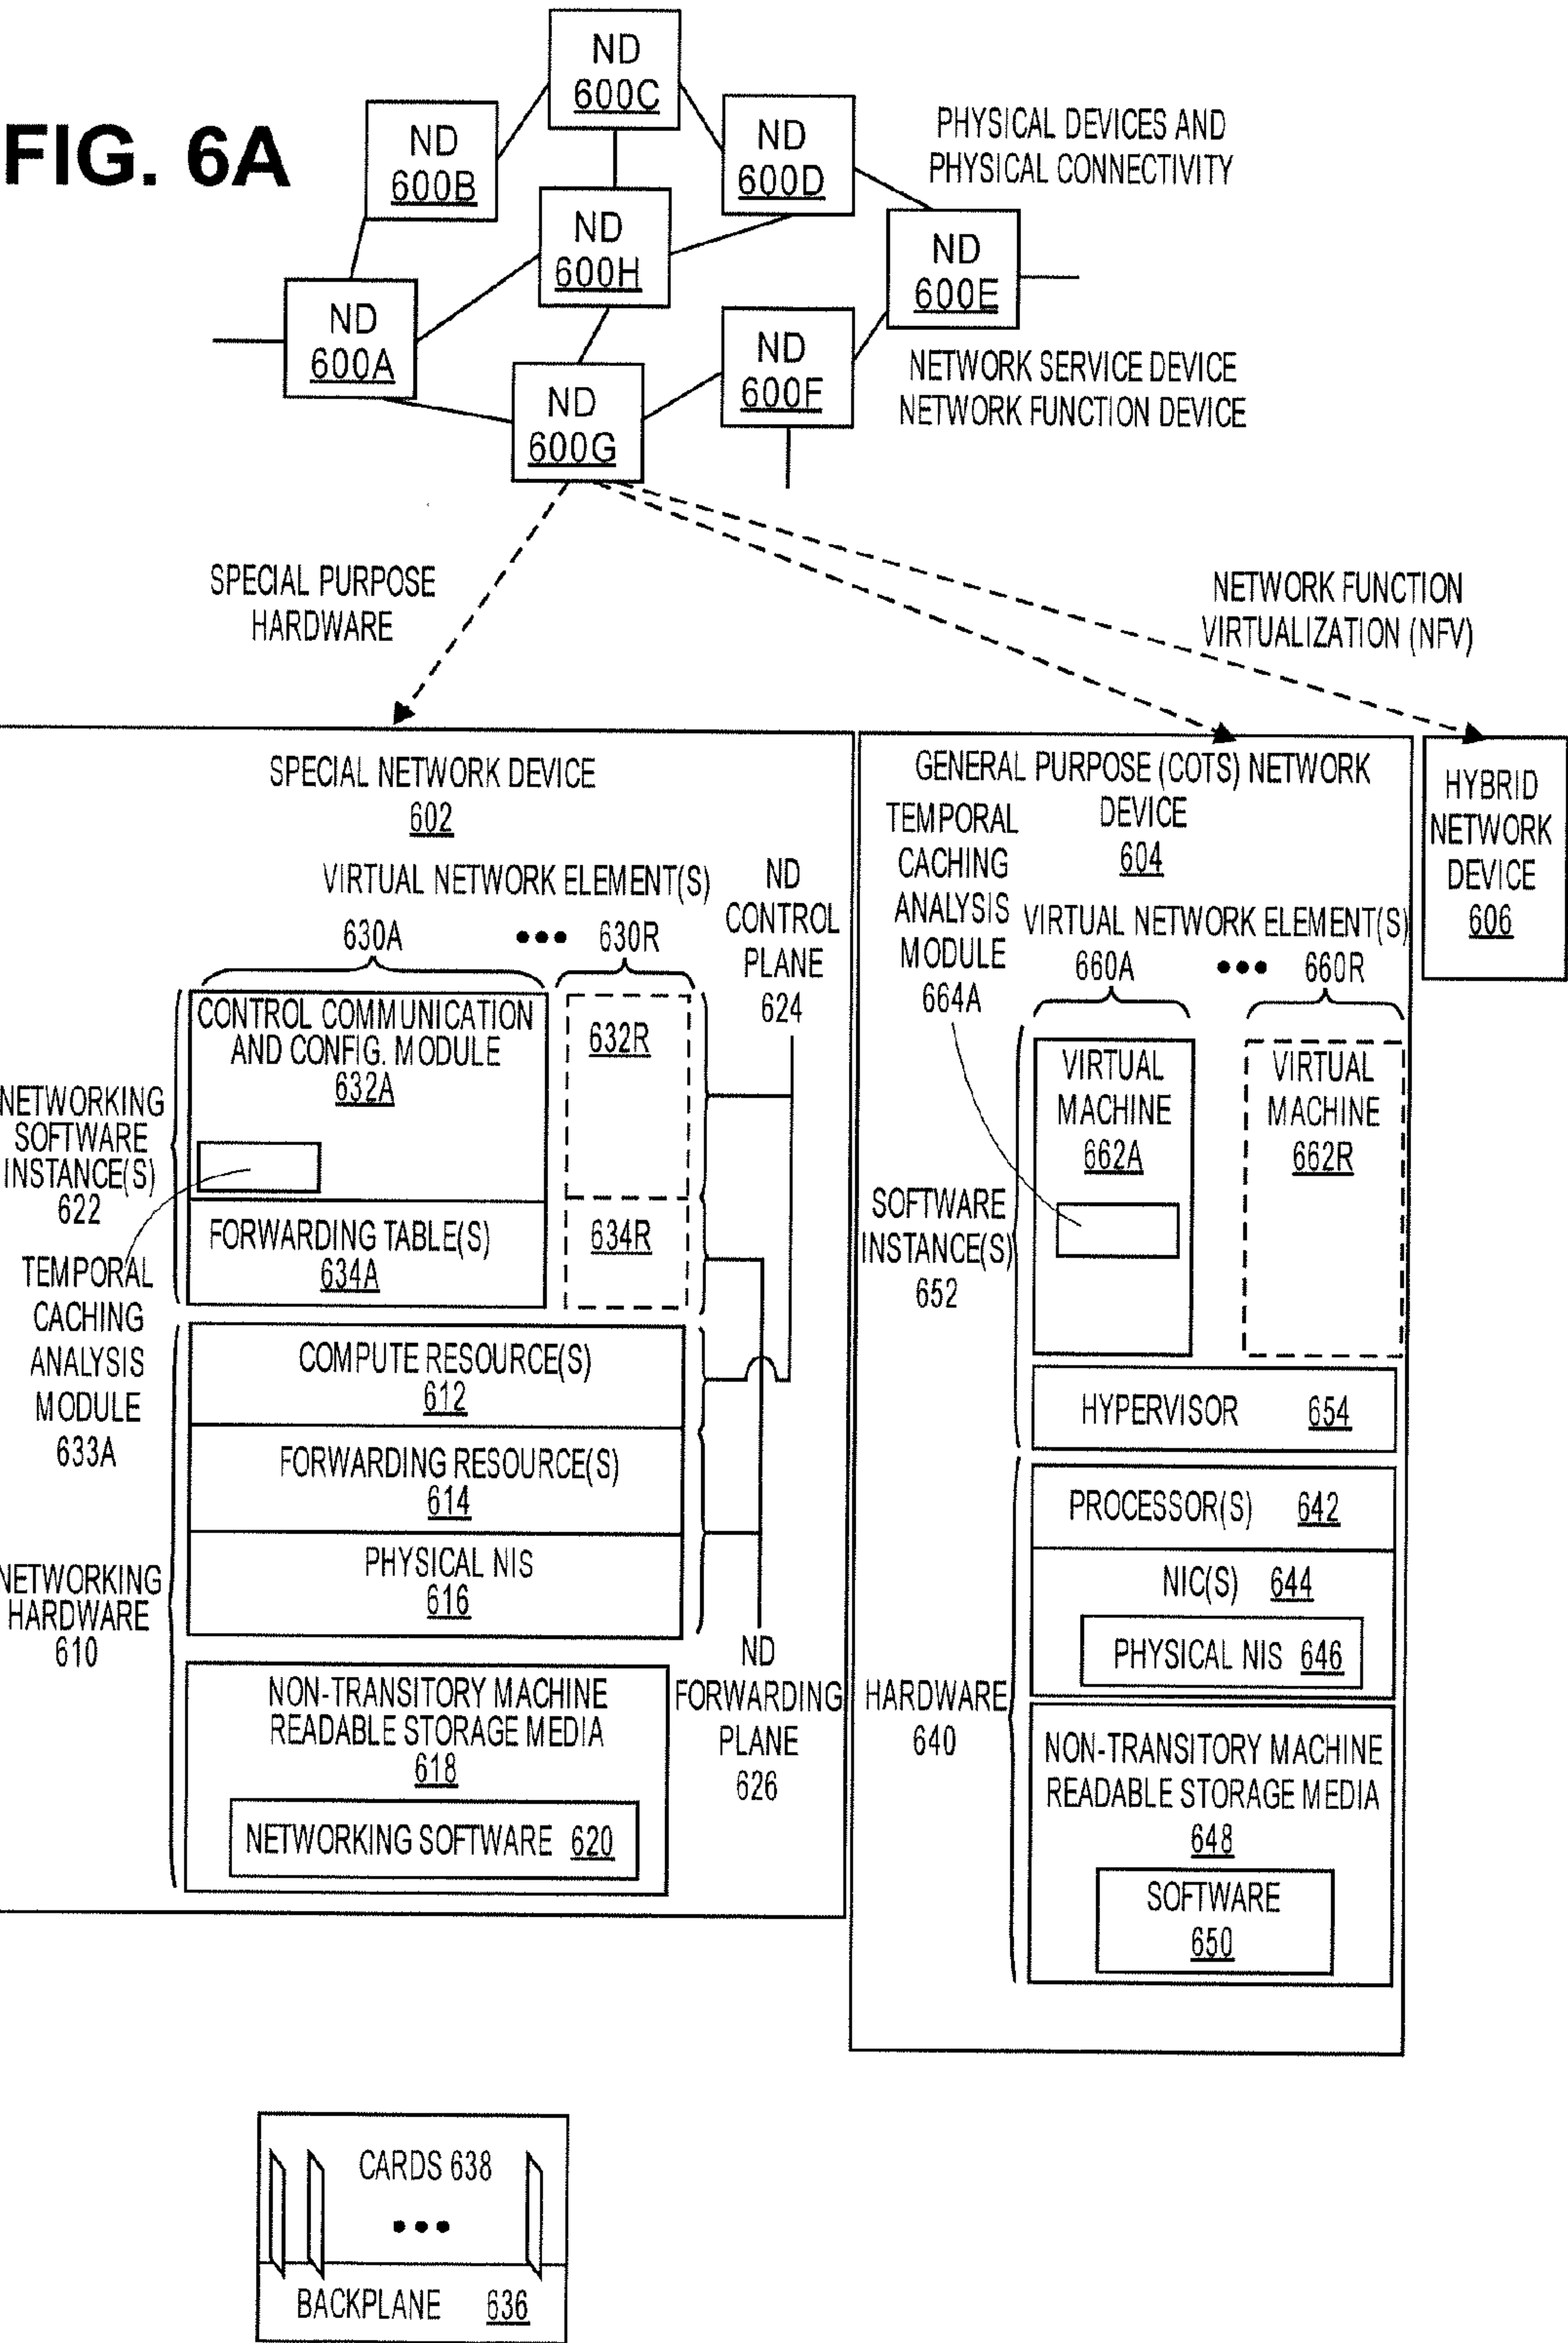 FIG. 6A
ND
600C
ND
600B
ND
600D
PHYSICAL DEVICES AND
PHYSICAL CONNECTIVITY
ND
600H
ND
600E
ND
600A
ND
600F
NETWORK SERVICE DEVICE
NETWORK FUNCTION DEVICE
ND
600G
SPECIAL PURPOSE
HARDWARE
NETWORK FUNCTION
VIRTUALIZATION (NFV)
SPECIAL NETWORK DEVICE
602
VIRTUAL NETWORK ELEMENT(S)
630A
••• 630R
ND
CONTROL
PLANE
624
CONTROL COMMUNICATION
AND CONFIG. MODULE
632A
632R
NETWORKING
SOFTWARE
INSTANCE(S)
622
FORWARDING TABLE(S)
634A
634R
TEMPORAL
CACHING
ANALYSIS
MODULE
633A
COMPUTE RESOURCE(S)
612
FORWARDING RESOURCE(S)
614
PHYSICAL NIS
616
NETWORKING
HARDWARE
610
ND
FORWARDING
PLANE
626
NON-TRANSITORY MACHINE
READABLE STORAGE MEDIA
618
NETWORKING SOFTWARE 620
GENERAL PURPOSE (COTS) NETWORK
DEVICE
604
TEMPORAL
CACHING
ANALYSIS
MODULE
664A
VIRTUAL NETWORK ELEMENT(S)
660A
••• 660R
VIRTUAL
MACHINE
662A
VIRTUAL
MACHINE
662R
SOFTWARE
INSTANCE(S)
652
HYPERVISOR 654
PROCESSOR(S) 642
NIC(S) 644
PHYSICAL NIS 646
HARDWARE
640
NON-TRANSITORY MACHINE
READABLE STORAGE MEDIA
648
SOFTWARE
650
HYBRID
NETWORK
DEVICE
606
CARDS 638
•••
BACKPLANE 636